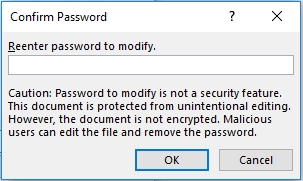 Confirm Password
Reenter password to modify.
Caution: Password to modify is not a security feature.
This document is protected from unintentional editing.
However, the document is not encrypted. Malicious
users can edit the file and remove the password.
OK
Cancel